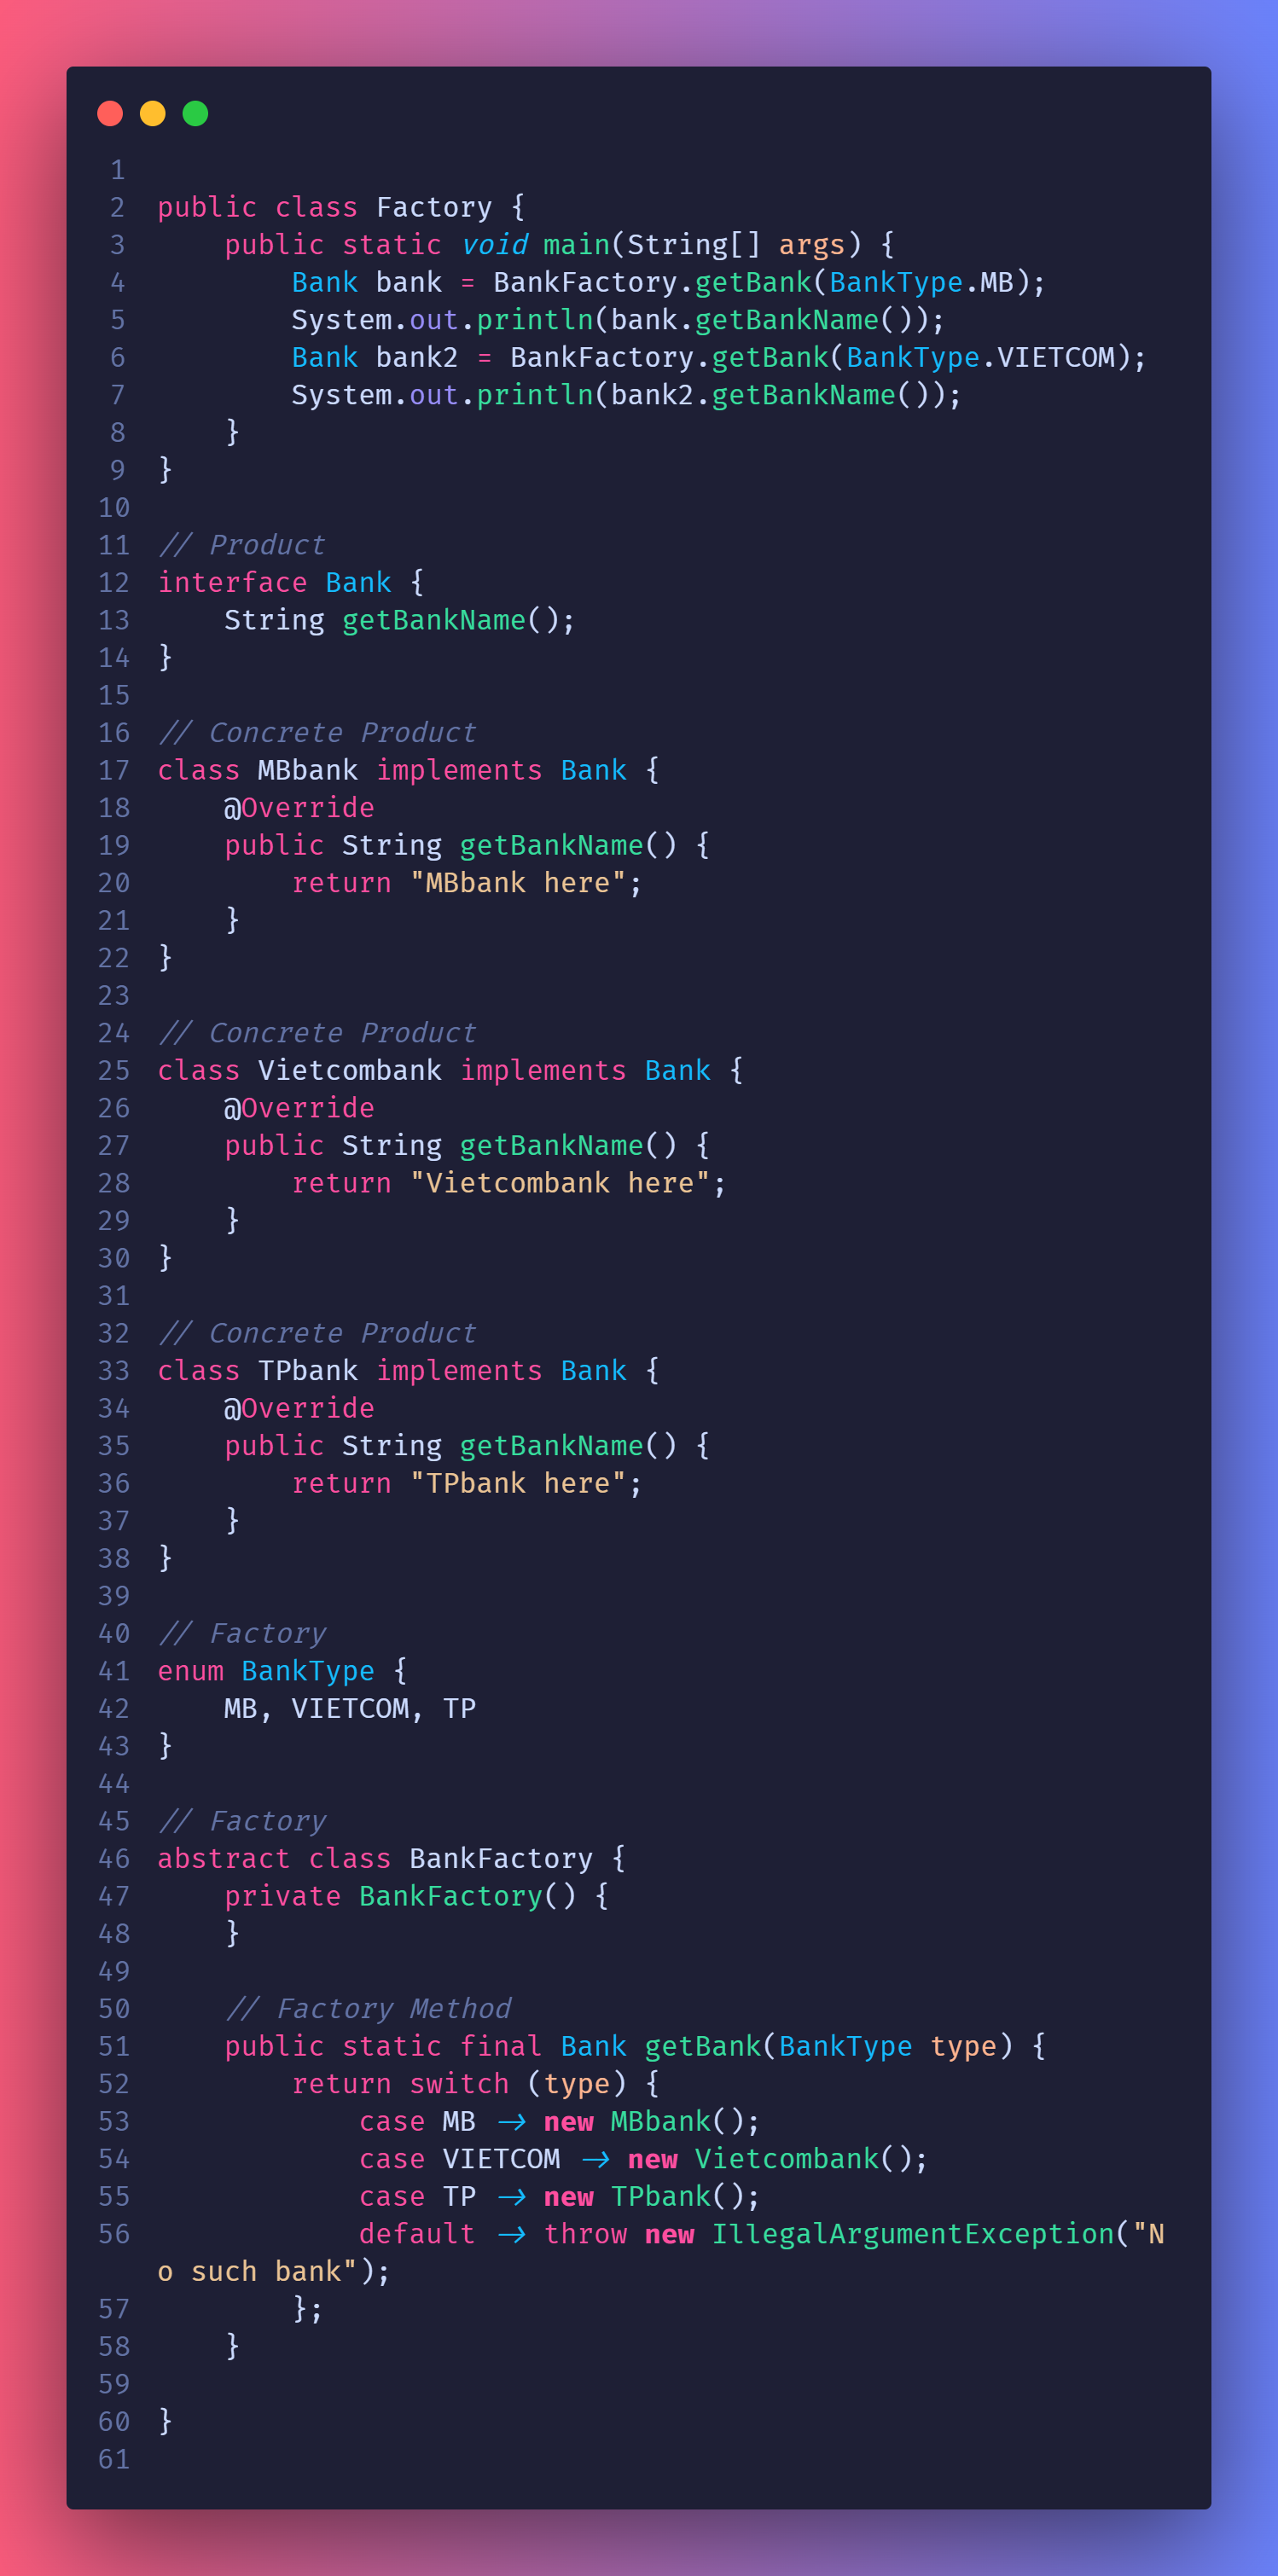 1
2 public class Factory {
3     public static void main(String[] args) {
4         Bank bank = BankFactory.getBank(BankType.MB);
5         System.out.println(bank.getBankName());
6         Bank bank2 = BankFactory.getBank(BankType.VIETCOM);
7         System.out.println(bank2.getBankName());
8     }
9 }
10
11 // Product
12 interface Bank {
13     String getBankName();
14 }
15
16 // Concrete Product
17 class MBbank implements Bank {
18     @Override
19     public String getBankName() {
20         return "MBbank here";
21     }
22 }
23
24 // Concrete Product
25 class Vietcombank implements Bank {
26     @Override
27     public String getBankName() {
28         return "Vietcombank here";
29     }
30 }
31
32 // Concrete Product
33 class TPbank implements Bank {
34     @Override
35     public String getBankName() {
36         return "TPbank here";
37     }
38 }
39
40 // Factory
41 enum BankType {
42     MB, VIETCOM, TP
43 }
44
45 // Factory
46 abstract class BankFactory {
47     private BankFactory() {
48     }
49
50     // Factory Method
51     public static final Bank getBank(BankType type) {
52         return switch (type) {
53             case MB -> new MBbank();
54             case VIETCOM -> new Vietcombank();
55             case TP -> new TPbank();
56             default -> throw new IllegalArgumentException("N
o such bank");
57         };
58     }
59
60 }
61